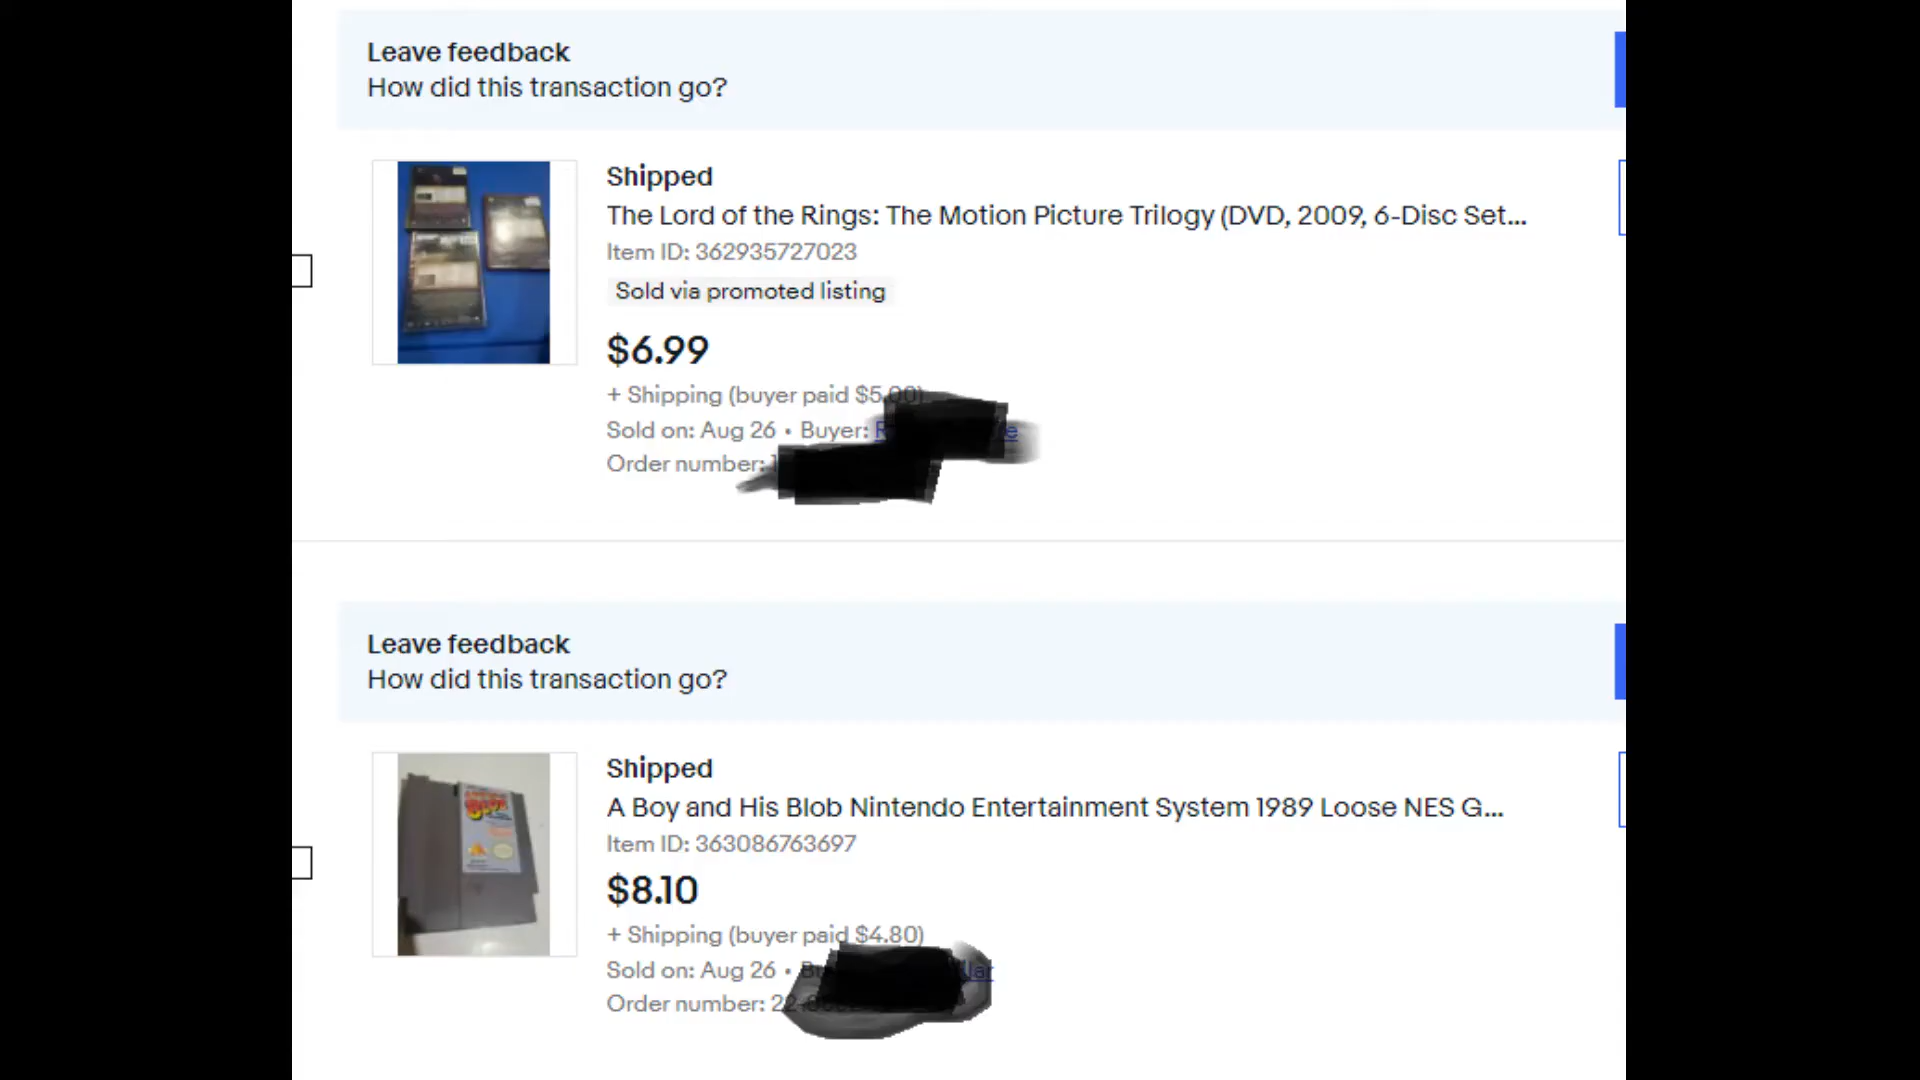 Leave feedback
How did this transaction go?
Shipped
The Lord of the Rings: The Motion Picture Trilogy (DVD, 2009, 6-Disc Set...
Item ID: 362935727023
Sold via promoted listing
$6.99
+ Shipping (buyer paid $5.00)
Sold on: Aug 26 • Buyer:
Order number:
Leave feedback
How did this transaction go?
Shipped
A Boy and His Blob Nintendo Entertainment System 1989 Loose NES G...
Item ID: 363086763697
$8.10
+ Shipping (buyer paid $4.80)
Sold on: Aug 26 •
Order number: